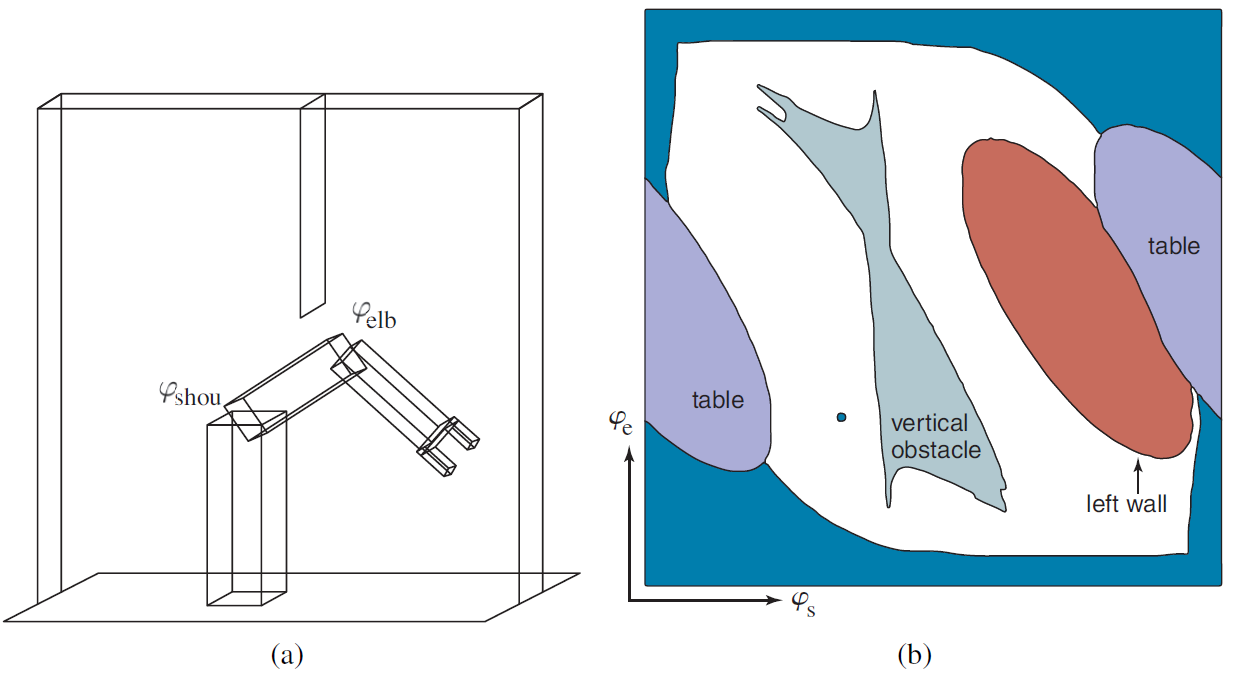 φelb
φshou
(a)
table
table
φe
vertical
obstacle
left wall
φs
(b)